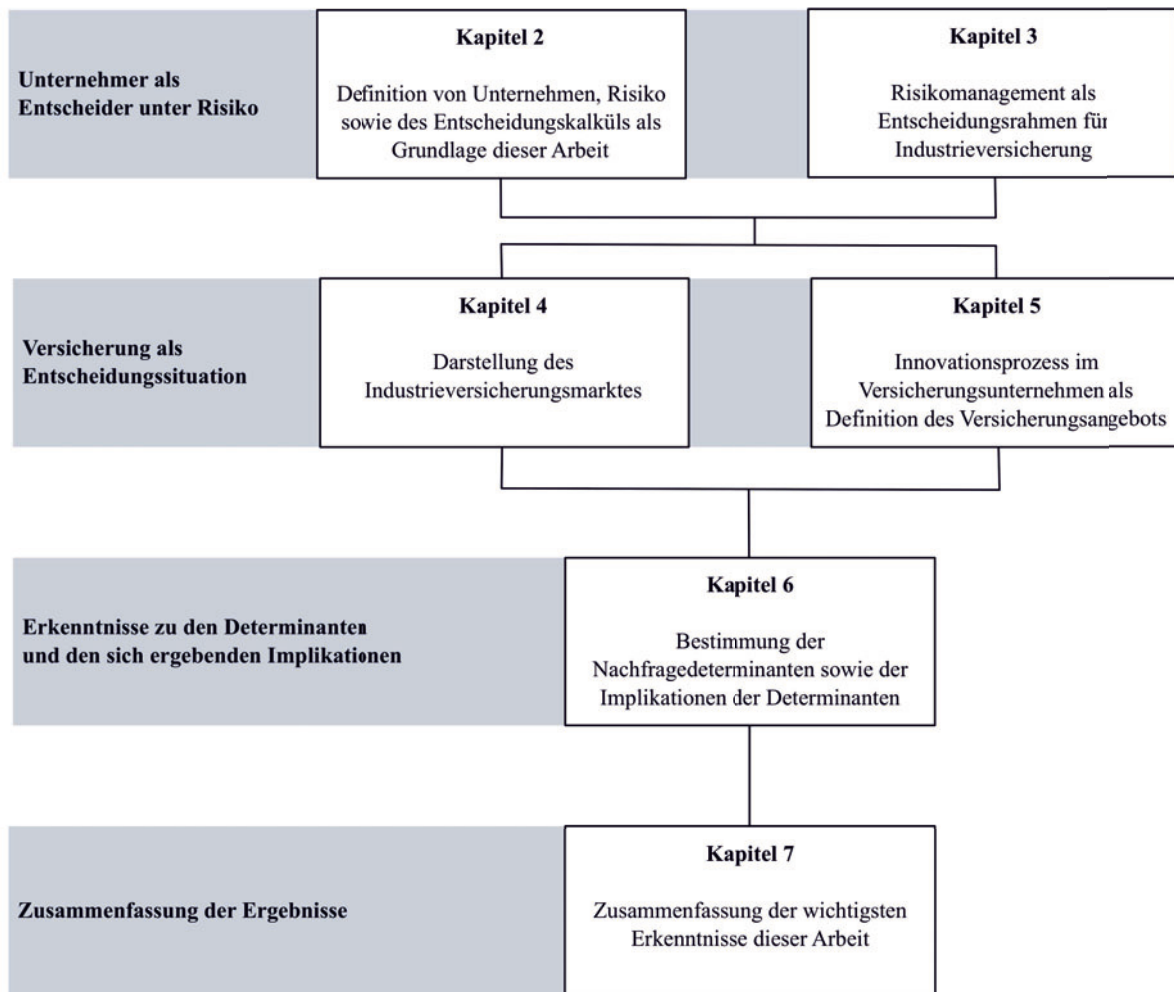 Unternehmer als
Entscheider unter Risiko
Kapitel 2
Definition von Unternehmen, Risiko
sowie des Entscheidungskalküls als
Grundlage dieser Arbeit
Kapitel 3
Risikomanagement als
Entscheidungsrahmen für
Industrieversicherung
Versicherung als
Entscheidungssituation
Kapitel 4
Darstellung des
Industrieversicherungsmarktes
Kapitel 5
Innovationsprozess im
Versicherungsunternehmen als
Definition des Versicherungsangebots
Erkenntnisse zu den Determinanten
und den sich ergebenden Implikationen
Kapitel 6
Bestimmung der
Nachfragedeterminanten sowie der
Implikationen der Determinanten
Zusammenfassung der Ergebnisse
Kapitel 7
Zusammenfassung der wichtigsten
Erkenntnisse dieser Arbeit